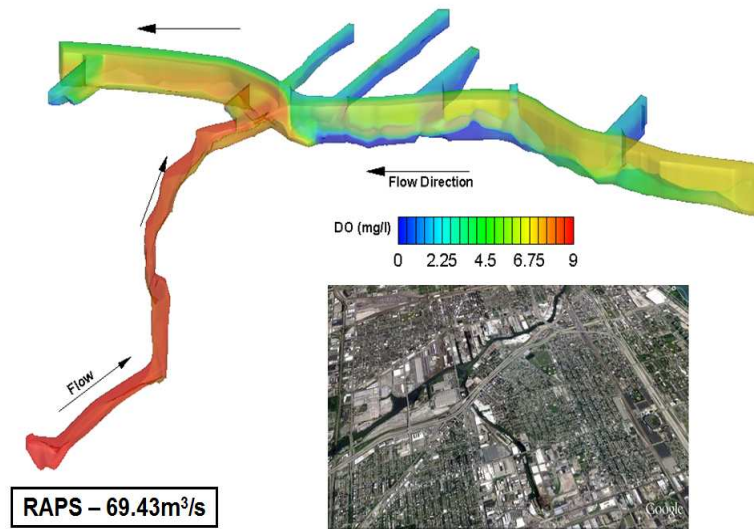 Flow Direction
DO (mg/l)
0 2.25 4.5 6.75 9
Flow
RAPS – 69.43m³/s
Google